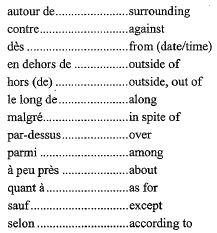 autour de....................surrounding
contre........................against
dès ............................from (date/time)
en dehors de ..............outside of
hors (de) ....................outside, out of
le long de...................along
malgré.......................in spite of
par-dessus.................over
parmi ........................among
à peu près .................about
quant à ......................as for
sauf...........................except
selon .........................according to